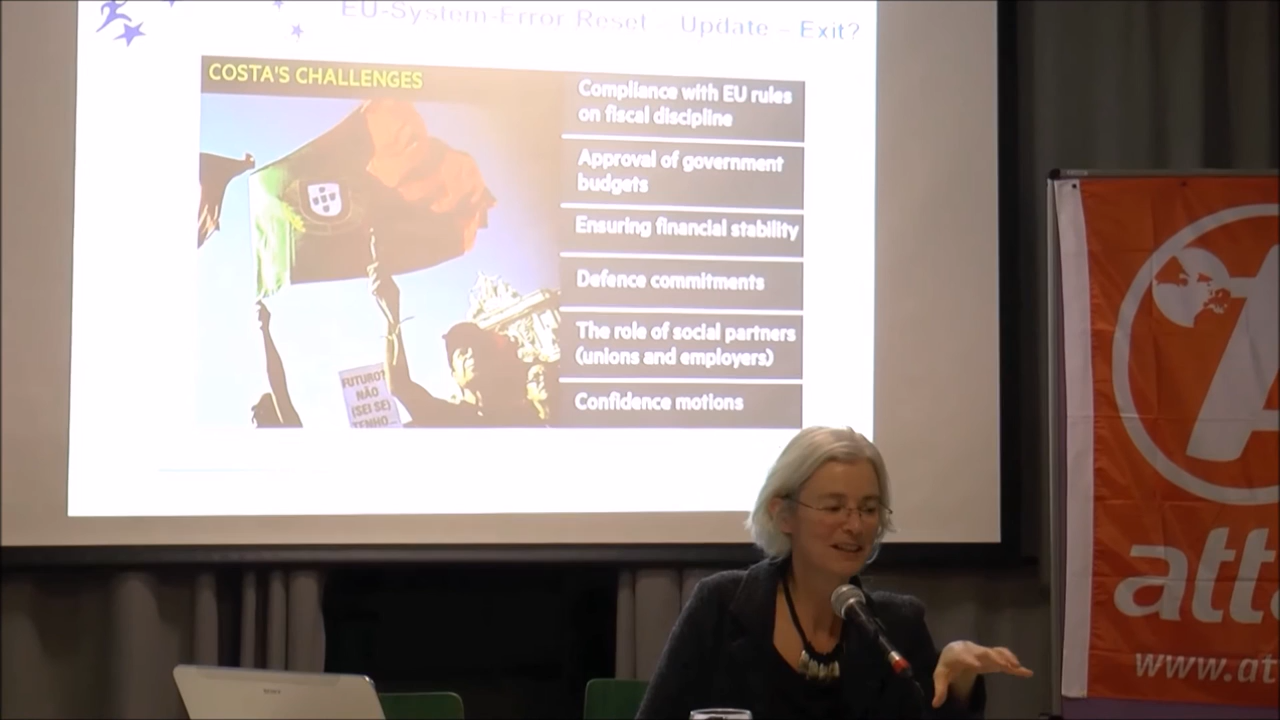 EU-System-Error Reset – Update – Exit?
COSTA'S CHALLENGES
Compliance with EU rules
on fiscal discipline
Approval of government
budgets
Ensuring financial stability
Defence commitments
The role of social partners
(unions and employers)
Confidence motions
FUTURO?
NÃO
(SEI SE)
TENHO...
att
www.at
SONY